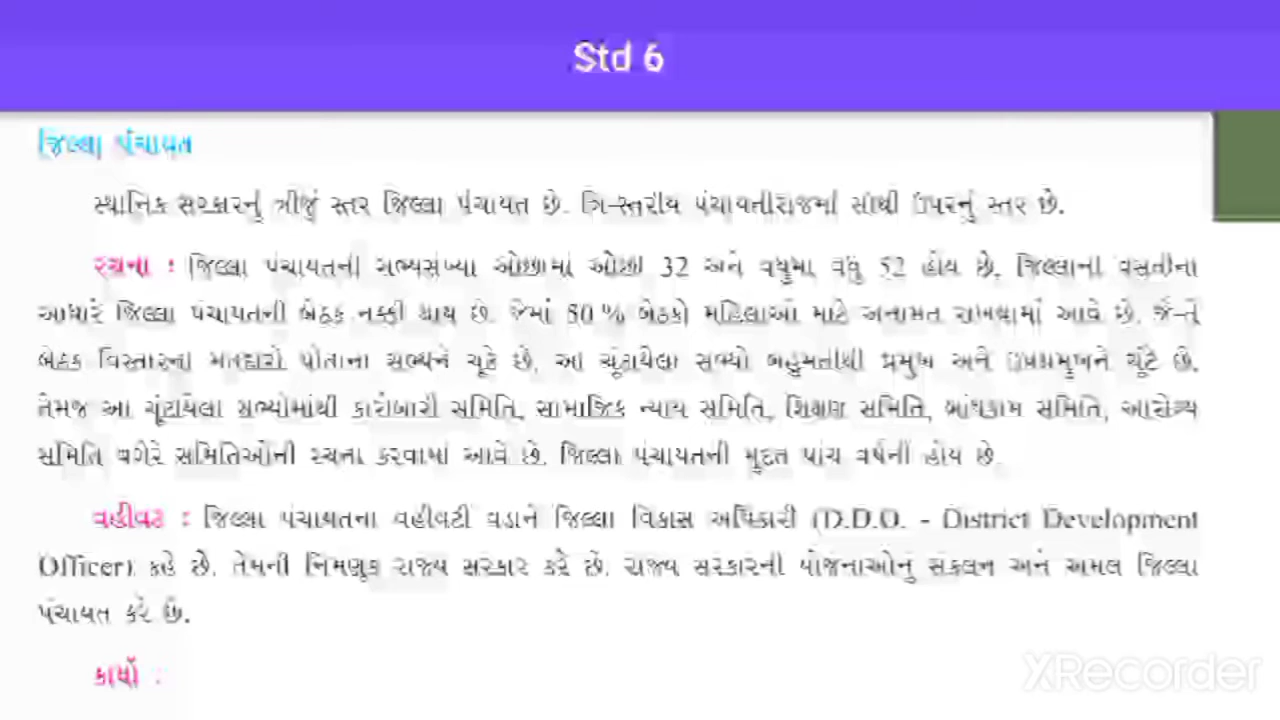 Std 6
જિલ્લા પંચાયત
સ્થાનિક સરકારનું ત્રીજું સ્તર જિલ્લા પંચાયત છે. ત્રિ-સ્તરીય પંચાયતીરાજમાં સૌથી ઉપરનું સ્તર છે.
રચના : જિલ્લા પંચાયતની સભ્યસંખ્યા ઓછામાં ઓછી 32 અને વધુમાં વધુ 52 હોય છે. જિલ્લાની વસતીના
આધારે જિલ્લા પંચાયતની બેઠક નક્કી થાય છે. જેમાં 50 % બેઠકો મહિલાઓ માટે અનામત રાખવામાં આવે છે. જે-તે
બેઠક વિસ્તારના મતદારો પોતાના સભ્યને ચૂંટે છે. આ ચૂંટાયેલા સભ્યો બહુમતીથી પ્રમુખ અને ઉપપ્રમુખને ચૂંટે છે.
તેમજ આ ચૂંટાયેલા સભ્યોમાંથી કારોબારી સમિતિ, સામાજિક ન્યાય સમિતિ, શિક્ષણ સમિતિ, બાંધકામ સમિતિ, આરોગ્ય
સમિતિ વગેરે સમિતિઓની રચના કરવામાં આવે છે. જિલ્લા પંચાયતની મુદત પાંચ વર્ષની હોય છે.
વહીવટ : જિલ્લા પંચાયતના વહીવટી વડાને જિલ્લા વિકાસ અધિકારી (D.D.O. - District Development
Officer) કહે છે. તેમની નિમણૂક રાજ્ય સરકાર કરે છે. રાજ્ય સરકારની યોજનાઓનું સંકલન અને અમલ જિલ્લા
પંચાયત કરે છે.
કાર્યો :
XRecorder